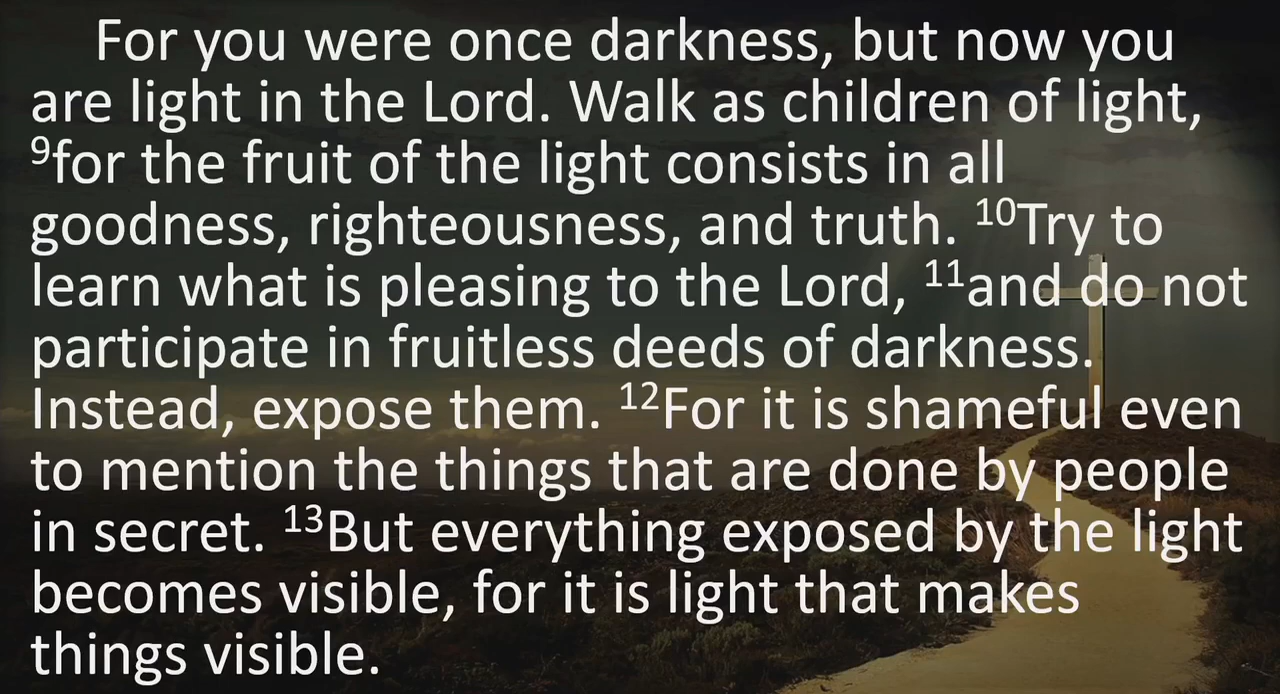 For you were once darkness, but now you
are light in the Lord. Walk as children of light,
⁹for the fruit of the light consists in all
goodness, righteousness, and truth. ¹⁰Try to
learn what is pleasing to the Lord, ¹¹and do not
participate in fruitless deeds of darkness.
Instead, expose them. ¹²For it is shameful even
to mention the things that are done by people
in secret. ¹³But everything exposed by the light
becomes visible, for it is light that makes
things visible.